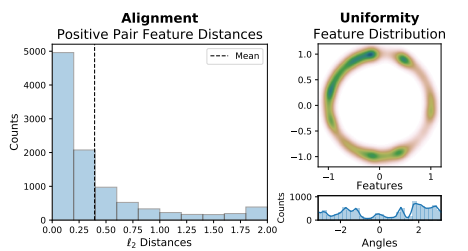 Alignment
Positive Pair Feature Distances
Counts
5000
4000
3000
2000
1000
0
Mean
0.00 0.25 0.50 0.75 1.00 1.25 1.50 1.75 2.00
ℓ2 Distances
Uniformity
Feature Distribution
1.0
0.5
0.0
−0.5
−1.0
−1 0 1
Features
Counts
1000
0
−2 0 2
Angles